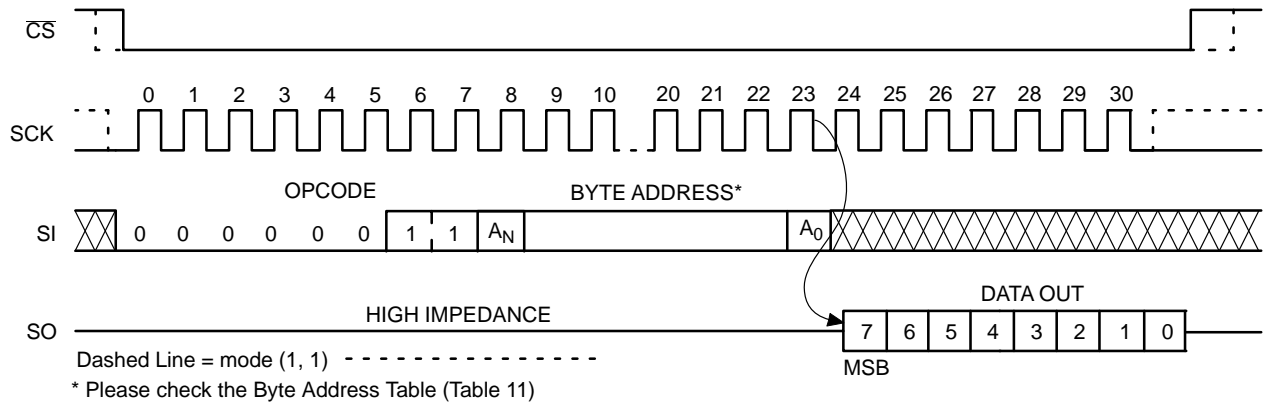 CS
0 1 2 3 4 5 6 7 8 9 10 20 21 22 23 24 25 26 27 28 29 30
SCK
OPCODE BYTE ADDRESS*
SI 0 0 0 0 0 0 1 1 AN A0
DATA OUT
HIGH IMPEDANCE
SO 7 6 5 4 3 2 1 0
Dashed Line = mode (1, 1)
MSB
* Please check the Byte Address Table (Table 11)